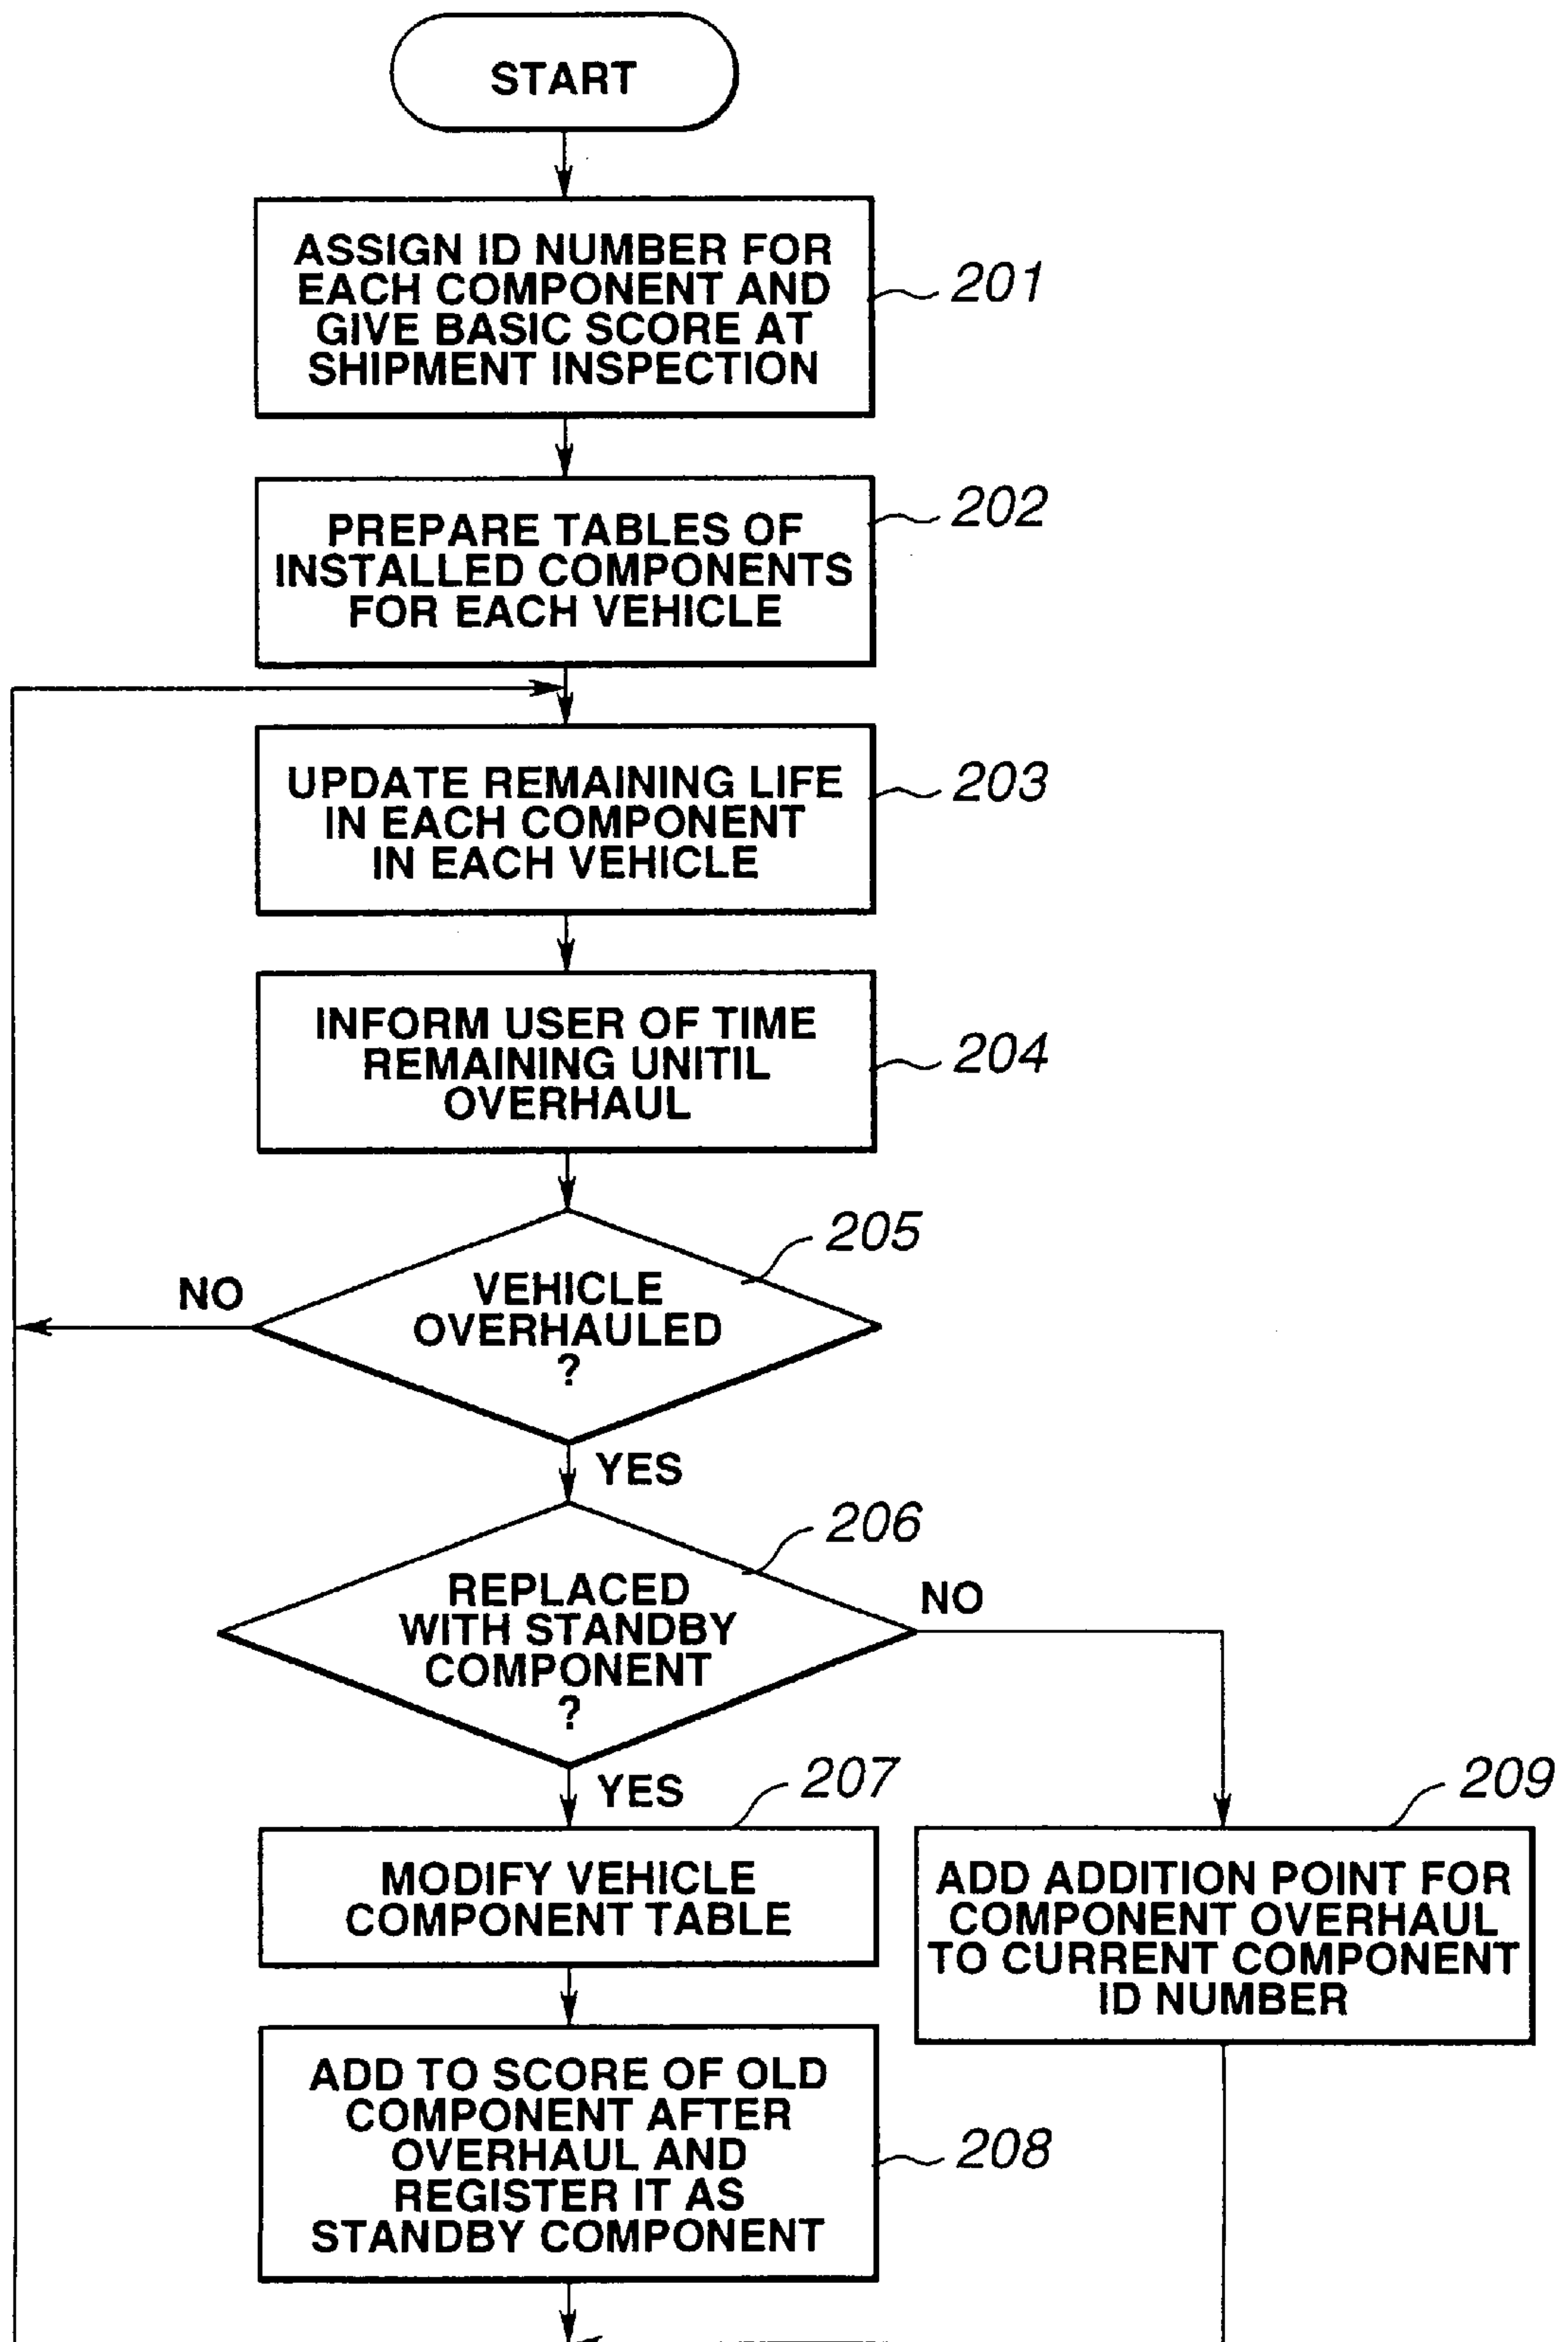 START
ASSIGN ID NUMBER FOR
EACH COMPONENT AND
GIVE BASIC SCORE AT
SHIPMENT INSPECTION
201
PREPARE TABLES OF
INSTALLED COMPONENTS
FOR EACH VEHICLE
202
UPDATE REMAINING LIFE
IN EACH COMPONENT
IN EACH VEHICLE
203
INFORM USER OF TIME
REMAINING UNITIL
OVERHAUL
204
205
NO
VEHICLE
OVERHAULED
?
YES
206
REPLACED
WITH STANDBY
COMPONENT
?
NO
YES
207
209
MODIFY VEHICLE
COMPONENT TABLE
ADD ADDITION POINT FOR
COMPONENT OVERHAUL
TO CURRENT COMPONENT
ID NUMBER
ADD TO SCORE OF OLD
COMPONENT AFTER
OVERHAUL AND
REGISTER IT AS
STANDBY COMPONENT
208